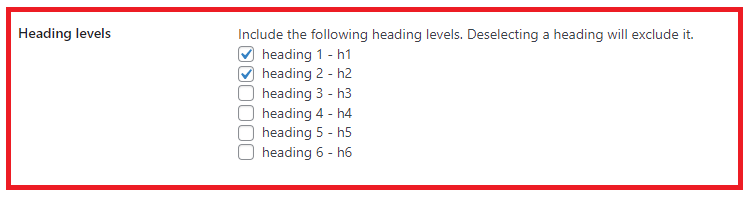 Heading levels
Include the following heading levels. Deselecting a heading will exclude it.
heading 1 - h1
heading 2 - h2
heading 3 - h3
heading 4 - h4
heading 5 - h5
heading 6 - h6